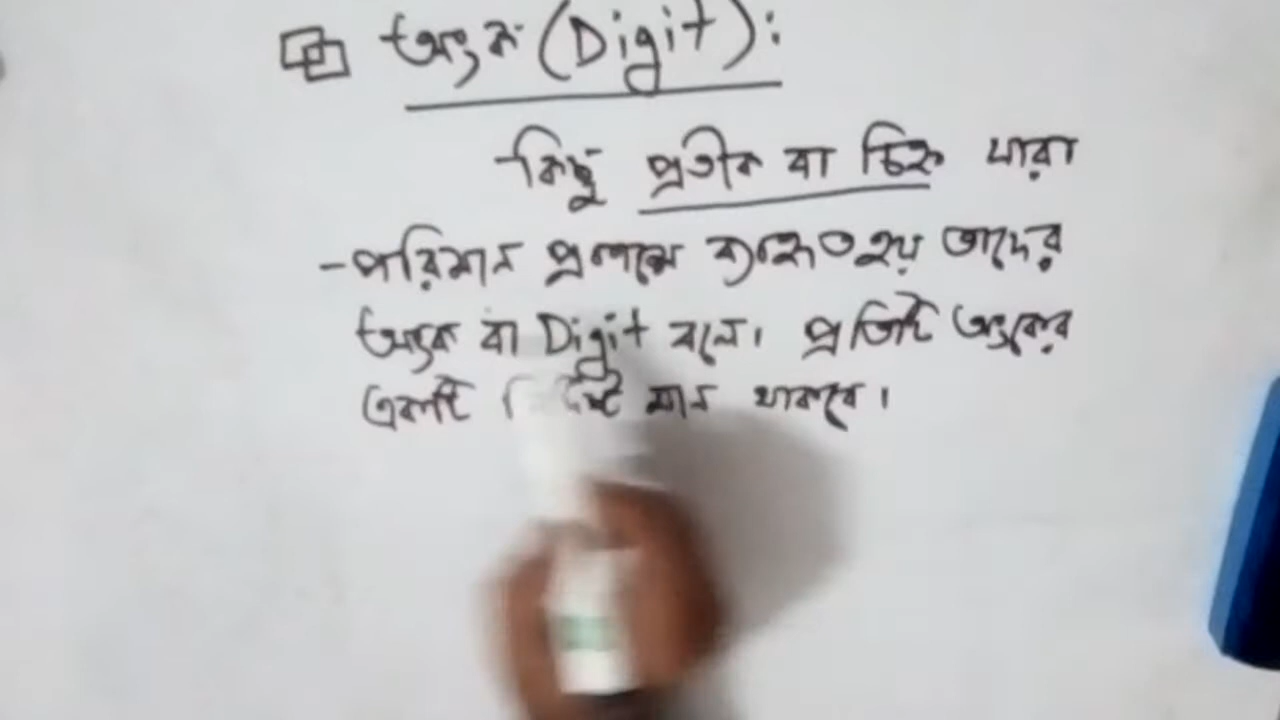 অংক (Digit):
কিছু প্রতীক বা চিহ্ন যারা
পরিমান প্রকাশে ব্যবহৃত হয় তাদের
অংক বা Digit বলে। প্রতিটি অংকের
একটি মান থাকবে।